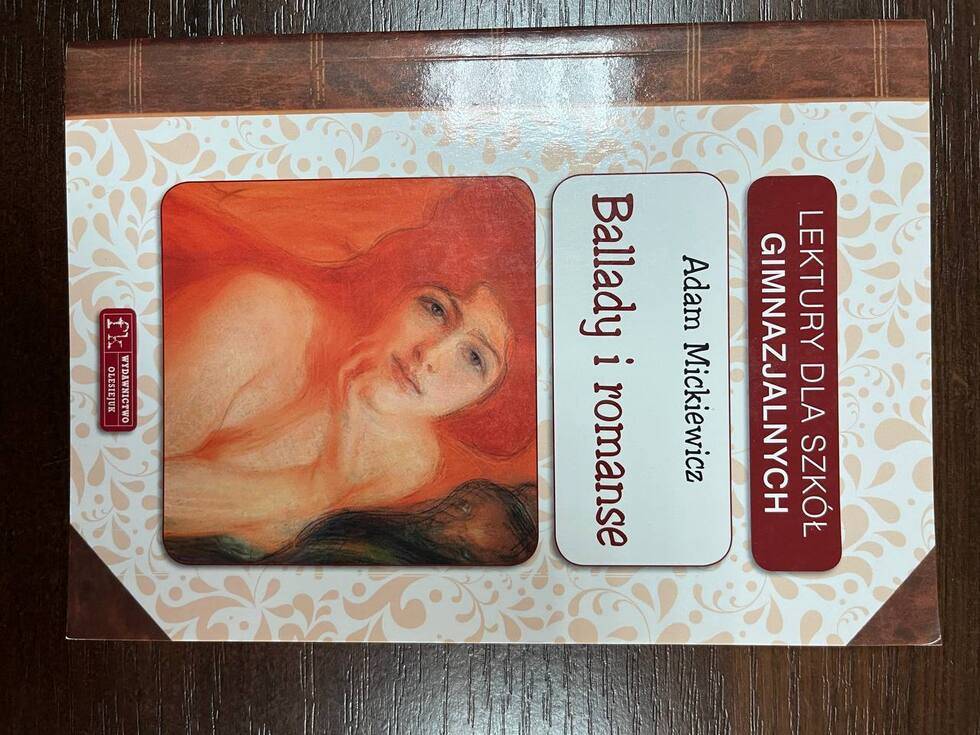 LEKTURY DLA SZKÓŁ
GIMNAZJALNYCH
Adam Mickiewicz
Ballady i romanse
WYDAWNICTWO
OLESIEJUK